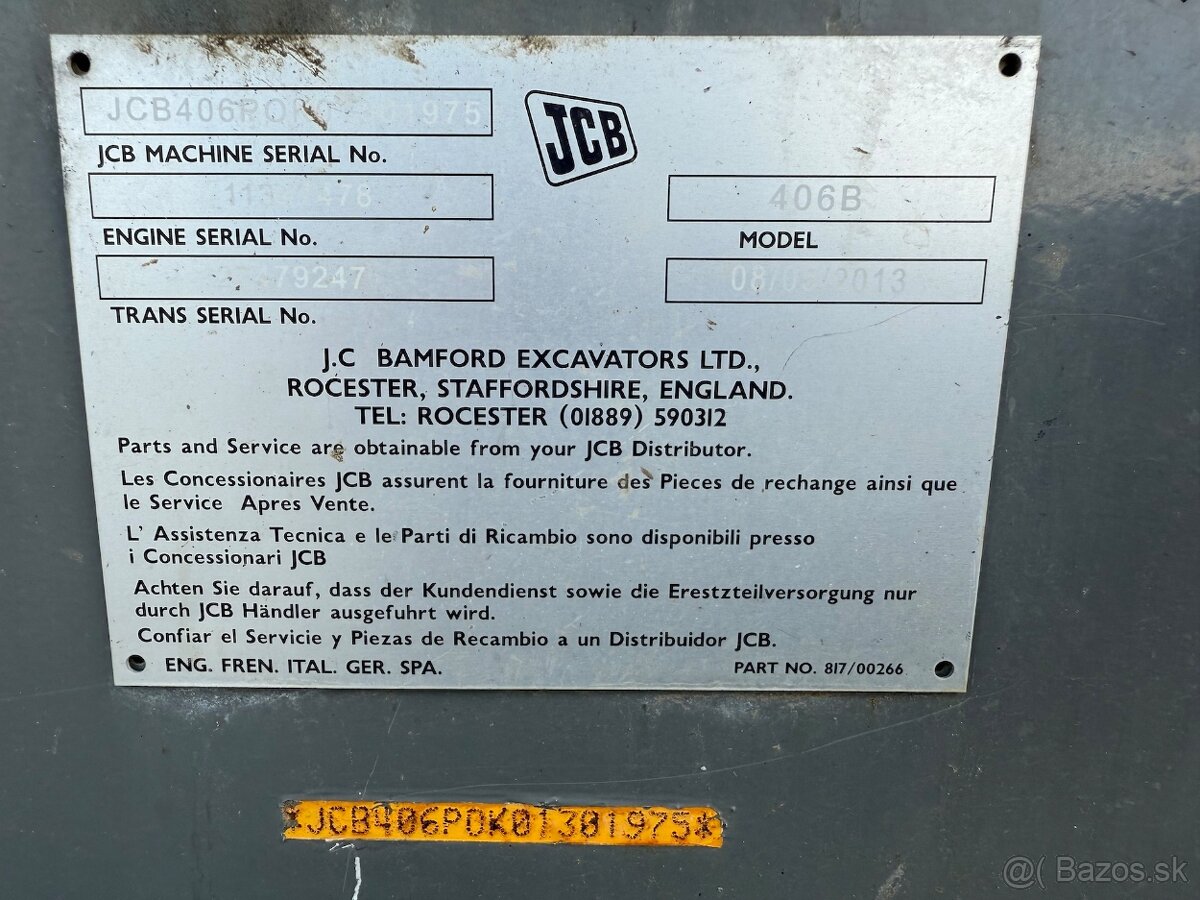 JCB
JCB MACHINE SERIAL No.
406B
ENGINE SERIAL No.
MODEL
79247
TRANS SERIAL No.
J.C BAMFORD EXCAVATORS LTD.,
ROCESTER, STAFFORDSHIRE, ENGLAND.
TEL: ROCESTER (01889) 590312
Parts and Service are obtainable from your JCB Distributor.
Les Concessionaires JCB assurent la fourniture des Pieces de rechange ainsi que
le Service Apres Vente.
L' Assistenza Tecnica e le Parti di Ricambio sono disponibili presso
i Concessionari JCB
Achten Sie darauf, dass der Kundendienst sowie die Erestzteilversorgung nur
durch JCB Händler ausgefuhrt wird.
Confiar el Servicie y Piezas de Recambio a un Distribuidor JCB.
ENG. FREN. ITAL. GER. SPA.
PART NO. 817/00266
*JCB406POK01301975*
@( Bazos.sk